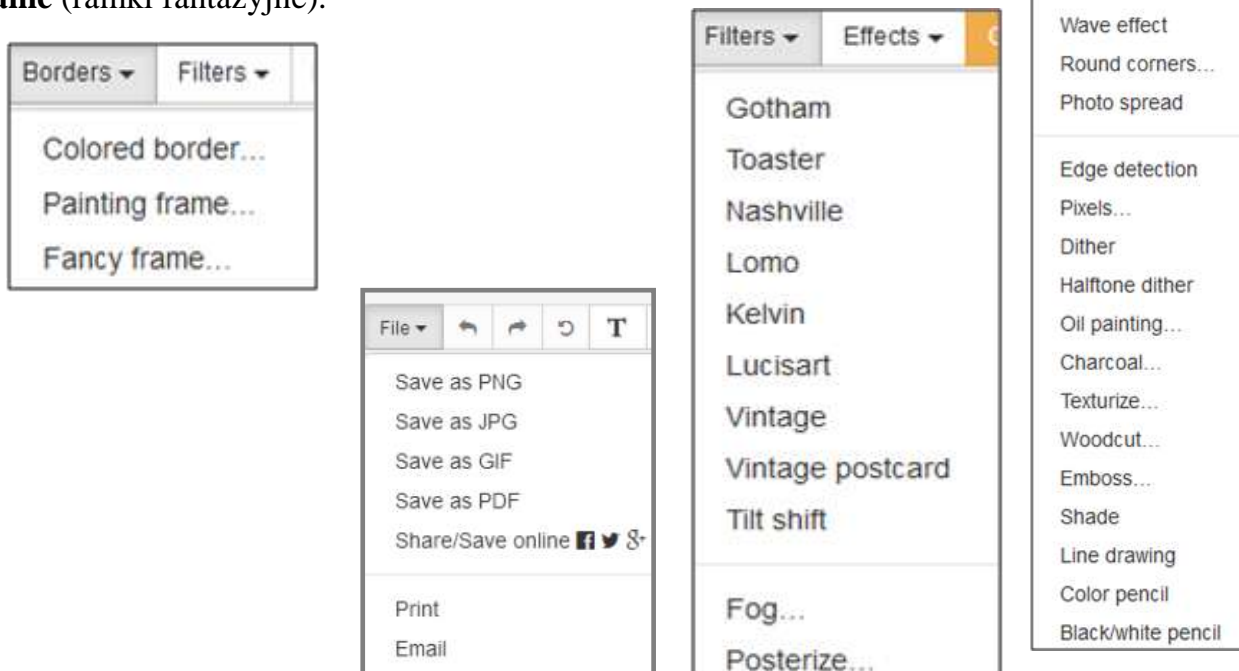 (ramki fantazyjne).
Borders Filters
Colored border...
Painting frame...
Fancy frame...
File T
Save as PNG
Save as JPG
Save as GIF
Save as PDF
Share/Save online
Print
Email
Filters Effects
Gotham
Toaster
Nashville
Lomo
Kelvin
Lucisart
Vintage
Vintage postcard
Tilt shift
Fog...
Posterize...
Wave effect
Round corners...
Photo spread
Edge detection
Pixels...
Dither
Halftone dither
Oil painting...
Charcoal...
Texturize...
Woodcut...
Emboss...
Shade
Line drawing
Color pencil
Black/white pencil